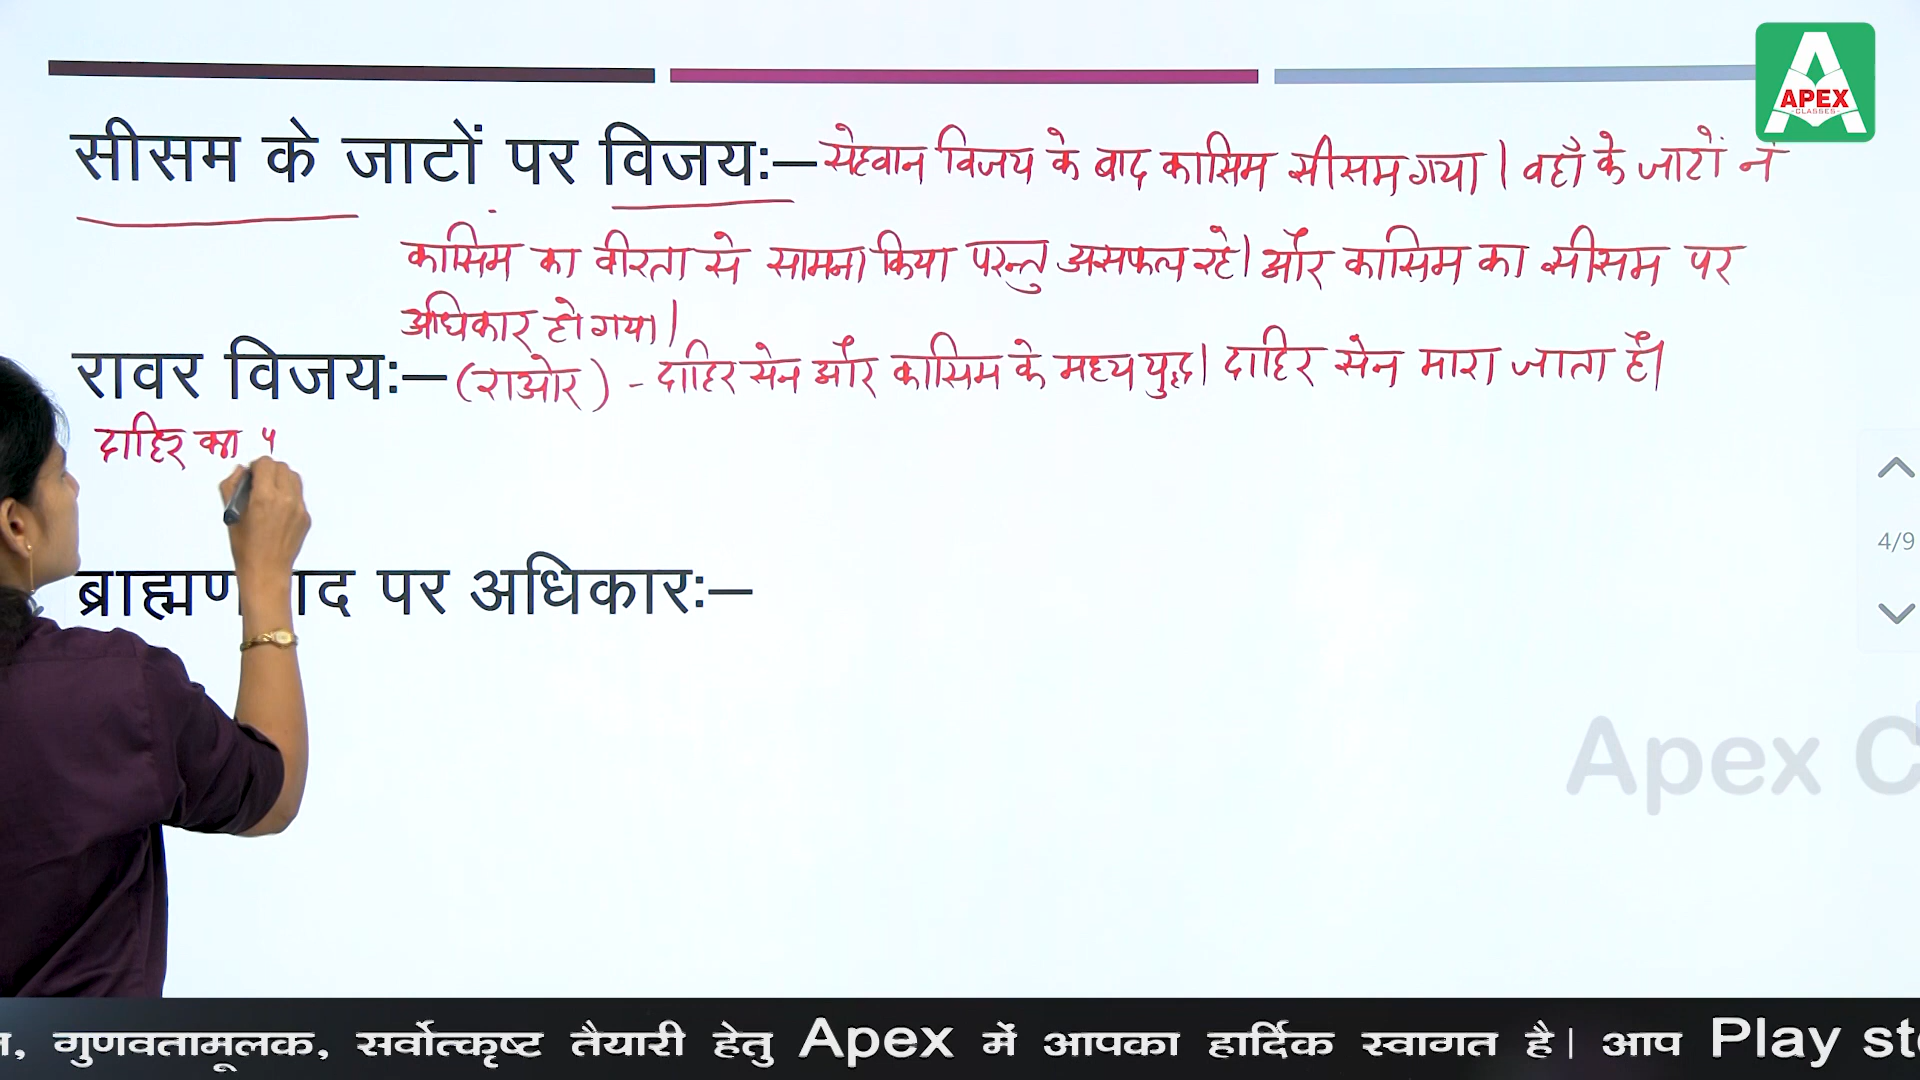 APEX
CLASSES
सीसम के जाटों पर विजयः– सेहवान विजय के बाद कासिम सीसम गया। वहाँ के जाटों ने
कासिम का वीरता से सामना किया परन्तु असफल रहे। और कासिम का सीसम पर
अधिकार हो गया।
रावर विजयः– (राओर) - दाहिर सेन और कासिम के मध्य युद्ध। दाहिर सेन मारा जाता है।
दाहिर का
पर अधिकारः–
4/9
Apex C
गुणवतामूलक, सर्वोत्कृष्ट तैयारी हेतु Apex में आपका हार्दिक स्वागत है। आप Play st